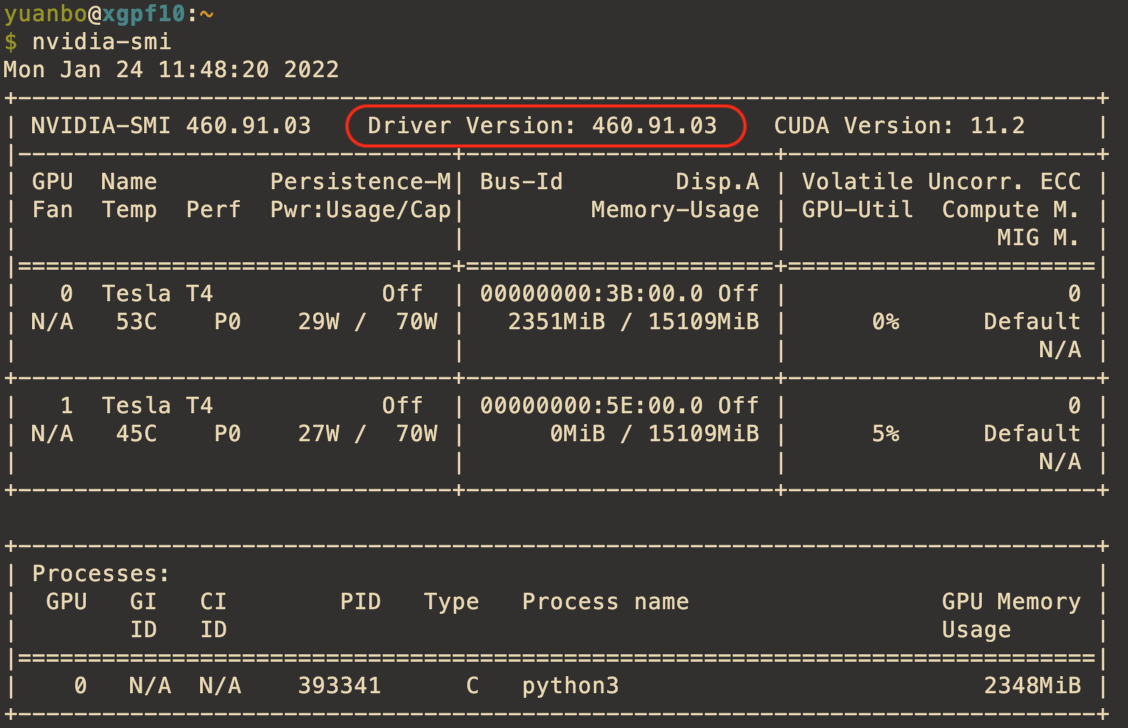 yuanbo@xgpf10:~
$ nvidia-smi
Mon Jan 24 11:48:20 2022
+-----------------------------------------------------------------------------+
| NVIDIA-SMI 460.91.03    Driver Version: 460.91.03    CUDA Version: 11.2     |
|-------------------------------+----------------------+----------------------+
| GPU  Name        Persistence-M| Bus-Id        Disp.A | Volatile Uncorr. ECC |
| Fan  Temp  Perf  Pwr:Usage/Cap|         Memory-Usage | GPU-Util  Compute M. |
|                               |                      |               MIG M. |
|===============================+======================+======================|
|   0  Tesla T4            Off  | 00000000:3B:00.0 Off |                    0 |
| N/A   53C    P0    29W /  70W |   2351MiB / 15109MiB |      0%      Default |
|                               |                      |                  N/A |
+-------------------------------+----------------------+----------------------+
|   1  Tesla T4            Off  | 00000000:5E:00.0 Off |                    0 |
| N/A   45C    P0    27W /  70W |      0MiB / 15109MiB |      5%      Default |
|                               |                      |                  N/A |
+-------------------------------+----------------------+----------------------+

+-----------------------------------------------------------------------------+
| Processes:                                                                  |
|  GPU   GI   CI        PID   Type   Process name                  GPU Memory |
|        ID   ID                                                   Usage      |
|=============================================================================|
|    0   N/A  N/A    393341      C   python3                          2348MiB |
+-----------------------------------------------------------------------------+